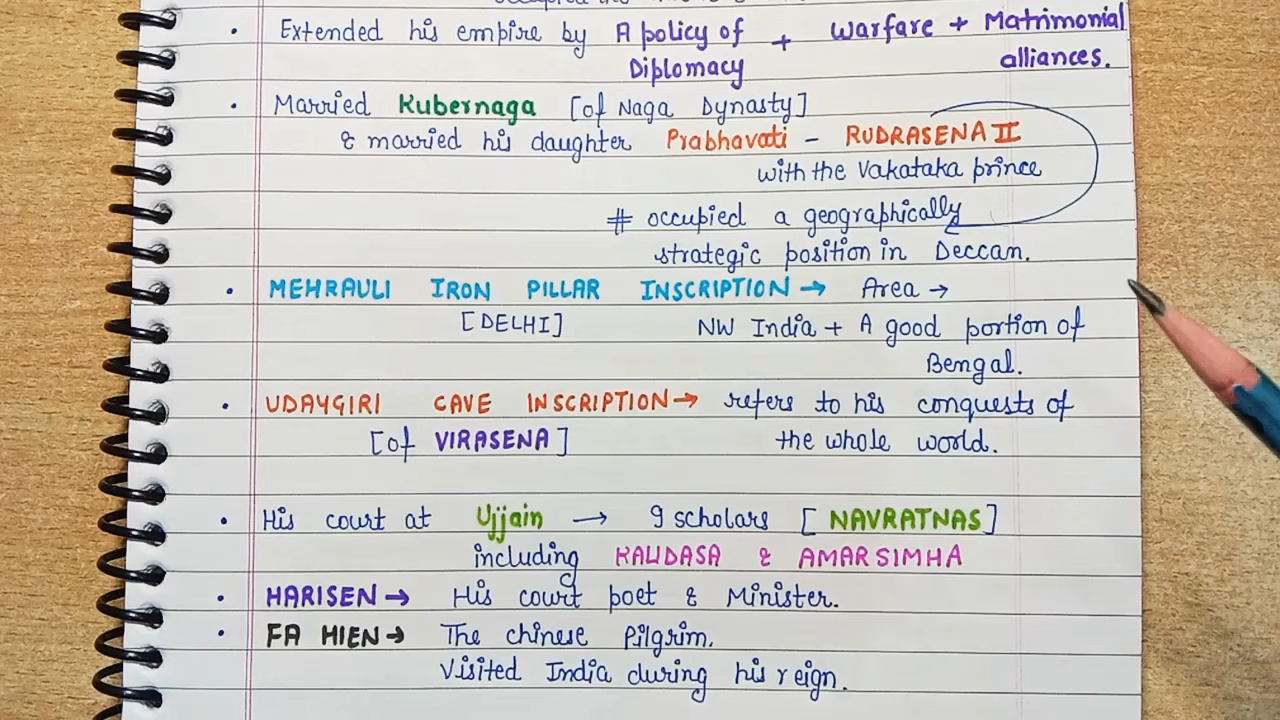 • Extended his empire by A policy of + Warfare + Matrimonial
Diplomacy alliances.
• Married Kubernaga [of Naga Dynasty]
& married his daughter Prabhavati - RUDRASENA II
with the Vakataka prince
# occupied a geographically
strategic position in Deccan.
• MEHRAULI IRON PILLAR INSCRIPTION → Area →
[DELHI] NW India + A good portion of
Bengal.
• UDAYGIRI CAVE INSCRIPTION → refers to his conquests of
[of VIRASENA] the whole world.
• His court at Ujjain → 9 scholars [NAVRATNAS]
including KALIDASA & AMARSIMHA
• HARISEN → His court poet & Minister.
• FA HIEN → The chinese Pilgrim.
Visited India during his reign.